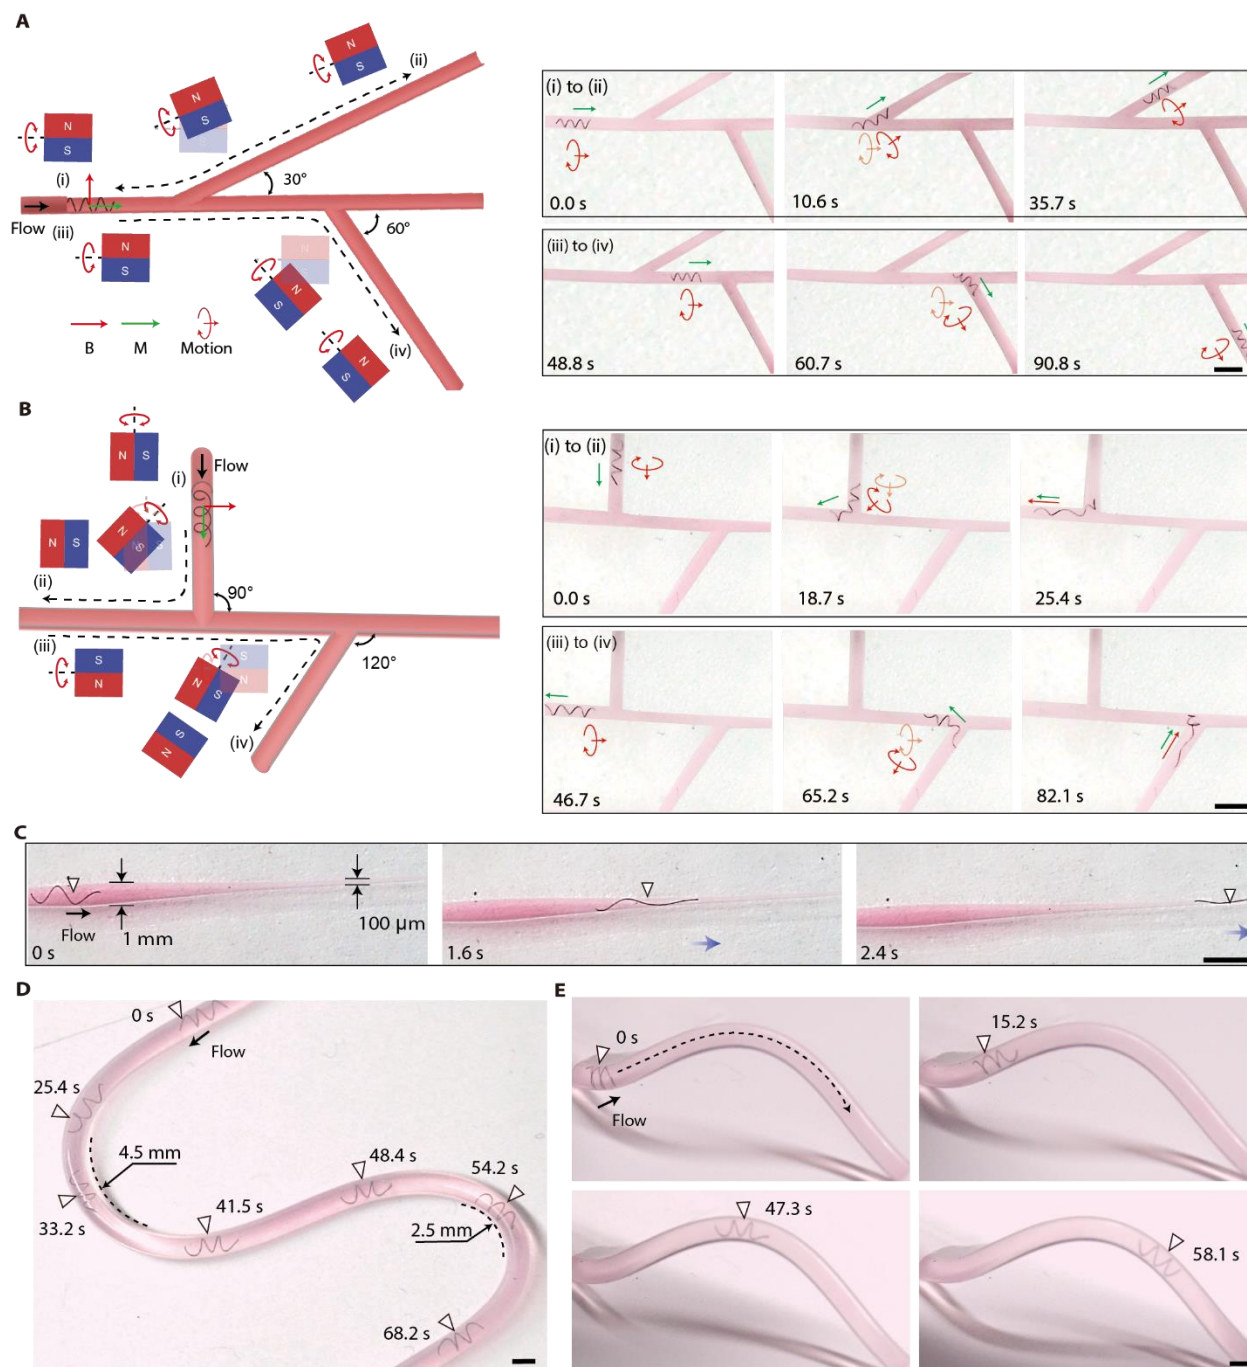 A
N
S
(ii)
N
S
N
S
(i)
Flow
(iii)
30°
60°
N
S
N
S
N
S
(iv)
B
M
Motion
(i) to (ii)
0.0 s
10.6 s
35.7 s
(iii) to (iv)
48.8 s
60.7 s
90.8 s
B
N S
(i)
Flow
N S
N
S
(ii)
90°
(iii)
120°
S
N
S
N
N
S
S
N
(iv)
(i) to (ii)
0.0 s
18.7 s
25.4 s
(iii) to (iv)
46.7 s
65.2 s
82.1 s
C
Flow
1 mm
100 µm
0 s
1.6 s
2.4 s
D
0 s
Flow
25.4 s
4.5 mm
33.2 s
41.5 s
48.4 s
54.2 s
2.5 mm
68.2 s
E
0 s
Flow
15.2 s
47.3 s
58.1 s